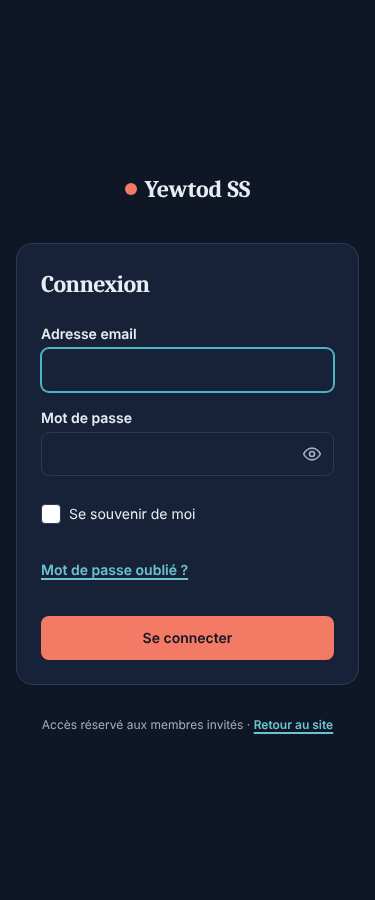 Yewtod SS
Connexion
Adresse email
Mot de passe
Se souvenir de moi
Mot de passe oublié ?
Se connecter
Accès réservé aux membres invités · Retour au site